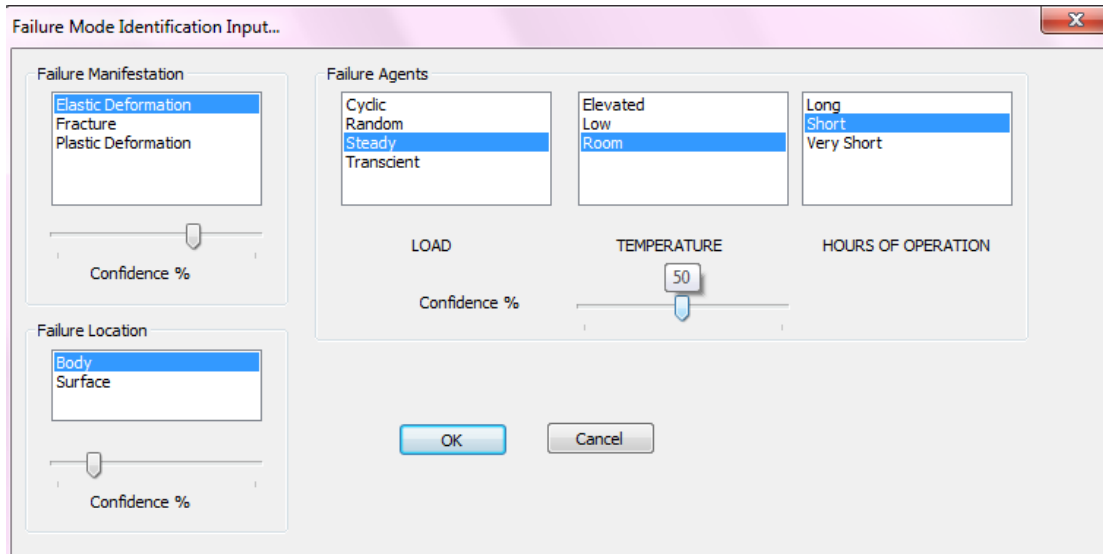 Failure Mode Identification Input...
Failure Manifestation
Elastic Deformation
Fracture
Plastic Deformation
Confidence %
Failure Location
Body
Surface
Confidence %
Failure Agents
Cyclic
Random
Steady
Transcient
Elevated
Low
Room
Long
Short
Very Short
LOAD
TEMPERATURE
HOURS OF OPERATION
50
Confidence %
OK
Cancel